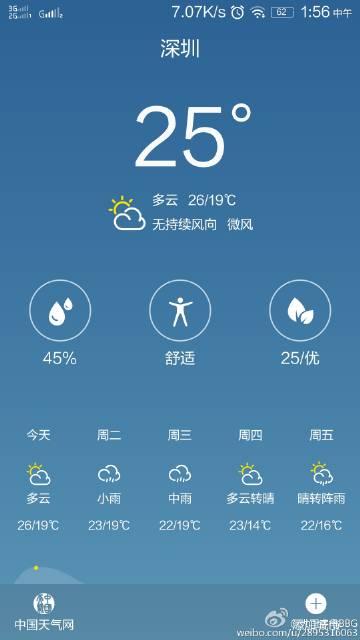 3G
2G 1 G 2 7.07K/s 62 1:56 中午
深圳
25°
多云 26/19℃
无持续风向 微风
45% 舒适 25/优
今天 周二 周三 周四 周五
多云 小雨 中雨 多云转晴 晴转阵雨
26/19℃ 23/19℃ 22/19℃ 23/14℃ 22/16℃
中国天气网
weibo.com/u/2895316063